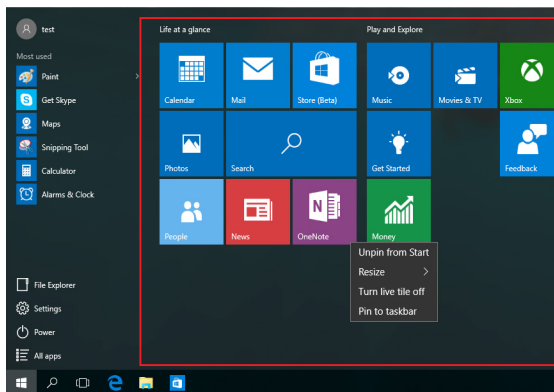 test
Most used
Paint
Get Skype
Maps
Snipping Tool
Calculator
Alarms & Clock
File Explorer
Settings
Power
All apps
Life at a glance
Calendar
Mail
Store (Beta)
Photos
Search
People
News
OneNote
Play and Explore
Music
Movies & TV
Xbox
Get Started
Feedback
Money
Unpin from Start
Resize
Turn live tile off
Pin to taskbar